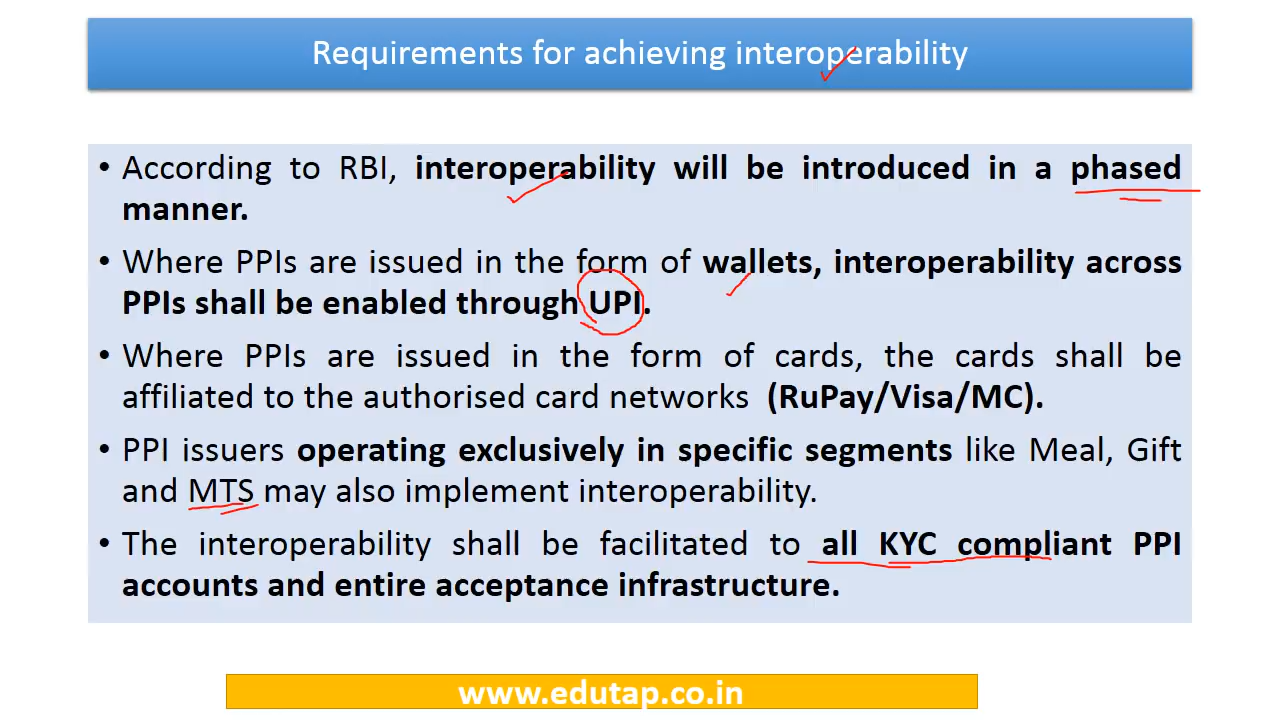 Requirements for achieving interoperability
• According to RBI, interoperability will be introduced in a phased
manner.
• Where PPIs are issued in the form of wallets, interoperability across
PPIs shall be enabled through UPI.
• Where PPIs are issued in the form of cards, the cards shall be
affiliated to the authorised card networks (RuPay/Visa/MC).
• PPI issuers operating exclusively in specific segments like Meal, Gift
and MTS may also implement interoperability.
• The interoperability shall be facilitated to all KYC compliant PPI
accounts and entire acceptance infrastructure.
www.edutap.co.in